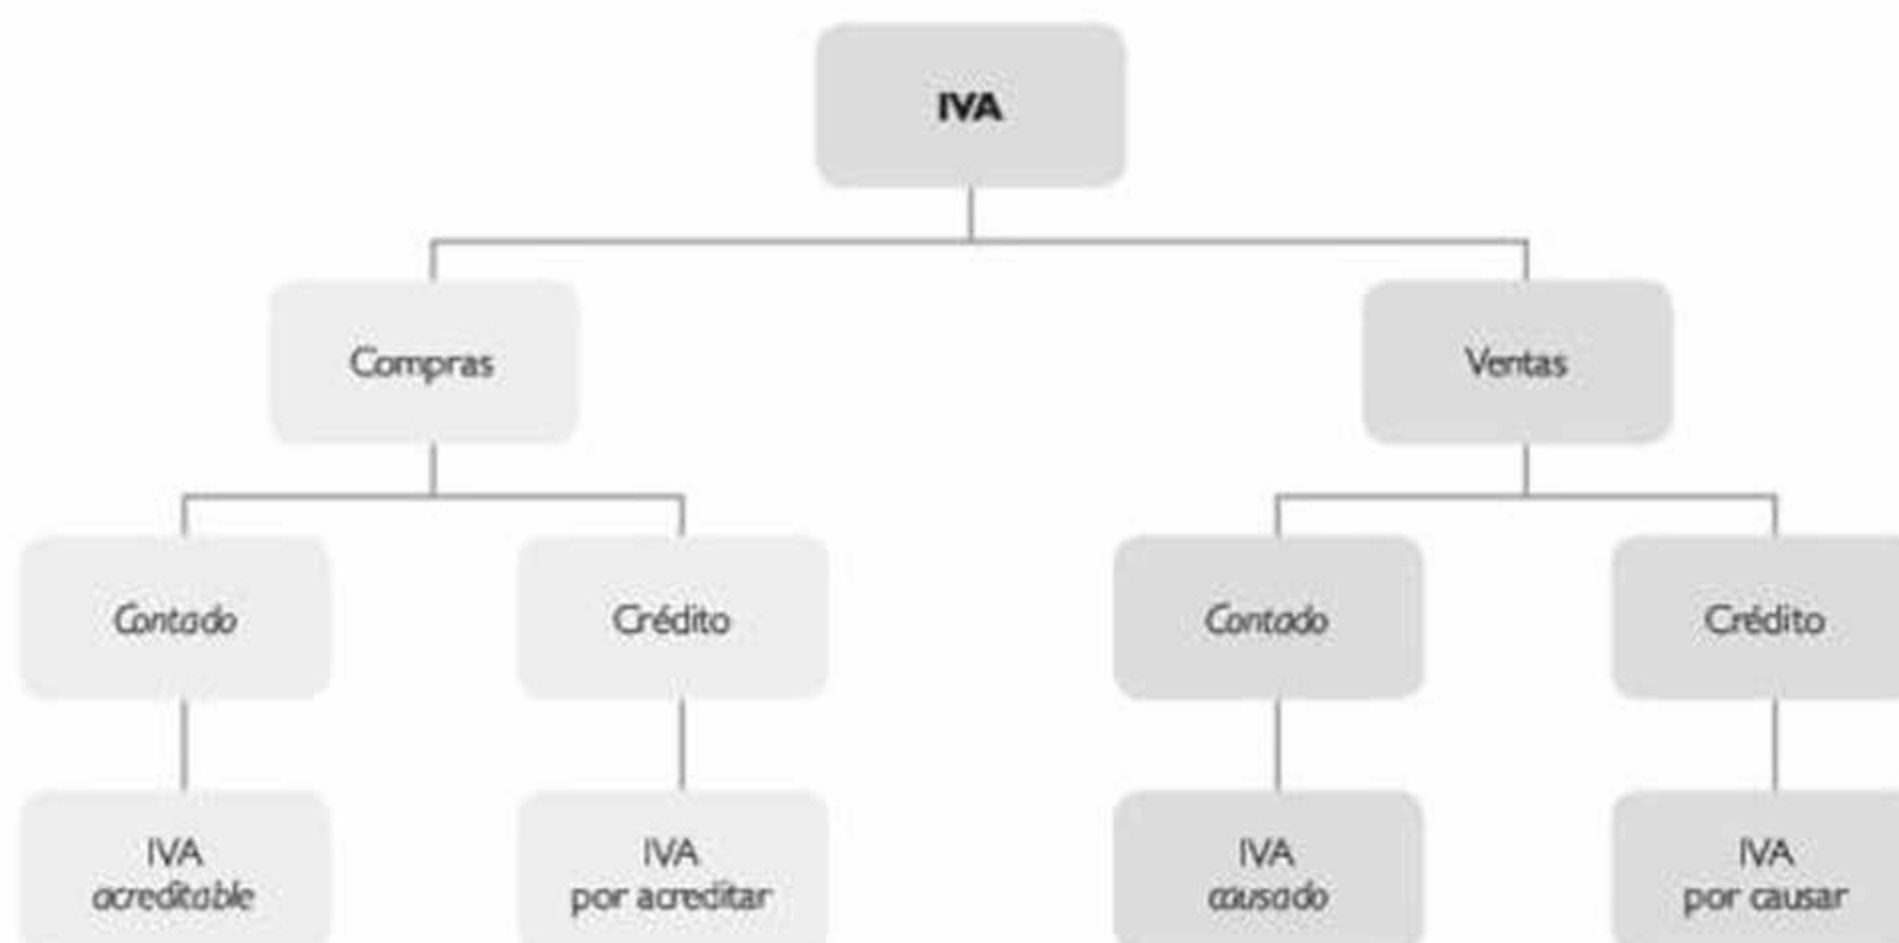 IVA
Compras
Ventas
Contado
Crédito
Contado
Crédito
IVA
acreditable
IVA
por acreditar
IVA
causado
IVA
por causar